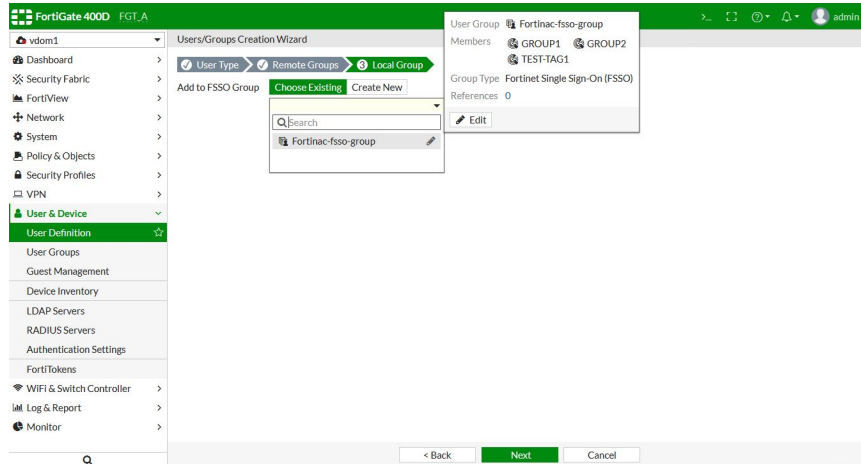 FortiGate 400D FGT_A
>_ admin
vdom1
Users/Groups Creation Wizard
Dashboard
Security Fabric
FortiView
Network
System
Policy & Objects
Security Profiles
VPN
User & Device
User Definition
User Groups
Guest Management
Device Inventory
LDAP Servers
RADIUS Servers
Authentication Settings
FortiTokens
WiFi & Switch Controller
Log & Report
Monitor
User Type Remote Groups 3 Local Group
Add to FSSO Group Choose Existing Create New
Search
Fortinac-fsso-group
User Group Fortinac-fsso-group
Members GROUP1 GROUP2
TEST-TAG1
Group Type Fortinet Single Sign-On (FSSO)
References 0
Edit
< Back Next Cancel